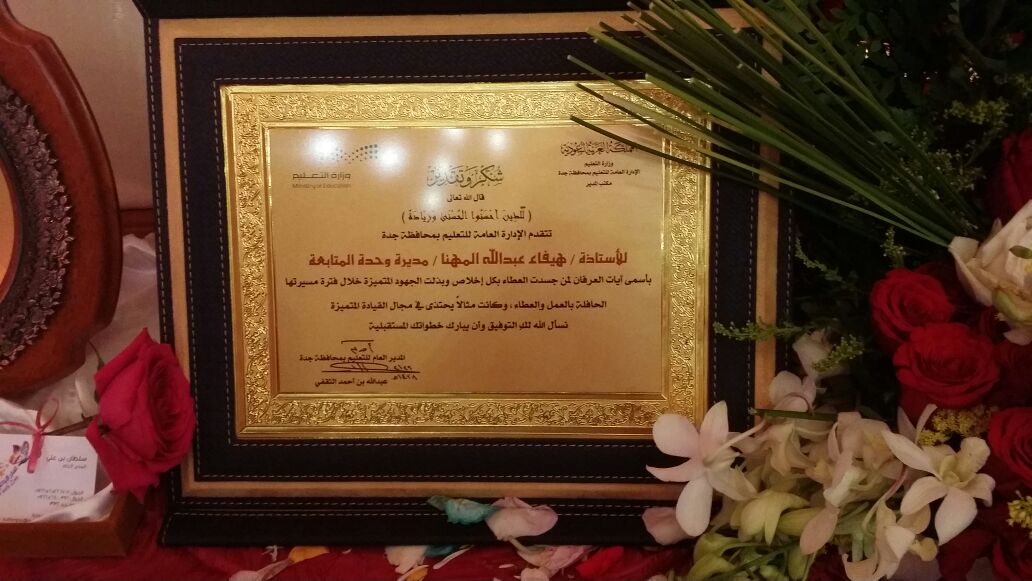 المملكة العربية السعودية
وزارة التعليم
الإدارة العامة للتعليم بمحافظة جدة
مكتب المدير
وزارة التعليم
Ministry of Education
شكر وتقدير
قال الله تعالى
( لِّلَّذِينَ أَحْسَنُوا الْحُسْنَى وَزِيَادَةٌ )
تتقدم الإدارة العامة للتعليم بمحافظة جدة
للأستاذة / هيفاء عبدالله المهنا / مديرة وحدة المتابعة
بأسمى آيات العرفان لمن جسدت العطاء بكل إخلاص وبذلت الجهود المتميزة خلال فترة مسيرتها
الحافلة بالعمل والعطاء ، وكانت مثالاً يحتذى في مجال القيادة المتميزة
نسأل الله لك التوفيق وأن يبارك خطواتك المستقبلية
المدير العام للتعليم بمحافظة جدة
عبدالله بن أحمد الثقفي
سلطان بن علي